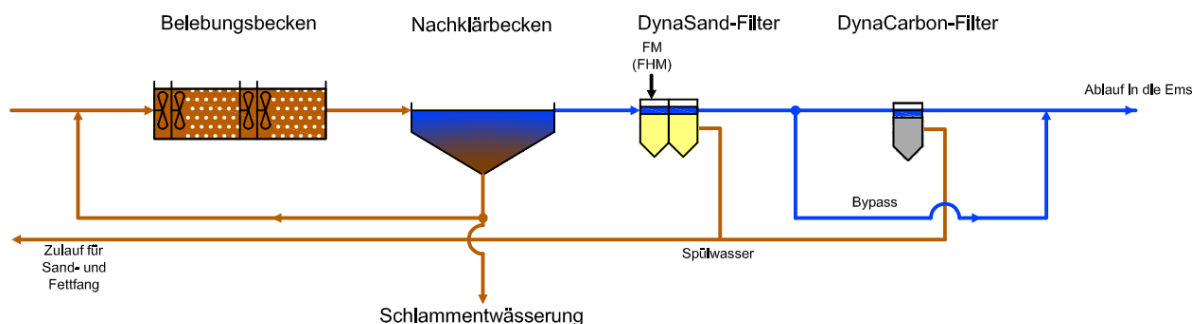 Belebungsbecken
Nachklärbecken
DynaSand-Filter
DynaCarbon-Filter
FM
(FHM)
Ablauf in die Ems
Bypass
Zulauf für
Sand- und
Fettfang
Spülwasser
Schlammentwässerung